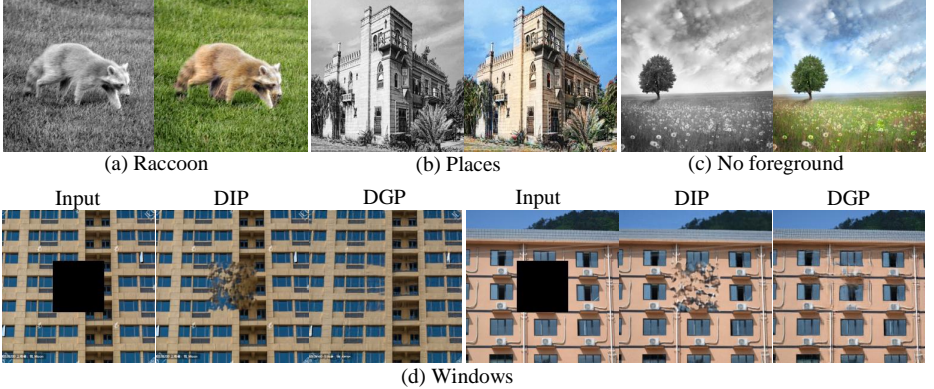 (a) Raccoon
(b) Places
(c) No foreground
Input
DIP
DGP
Input
DIP
DGP
(d) Windows